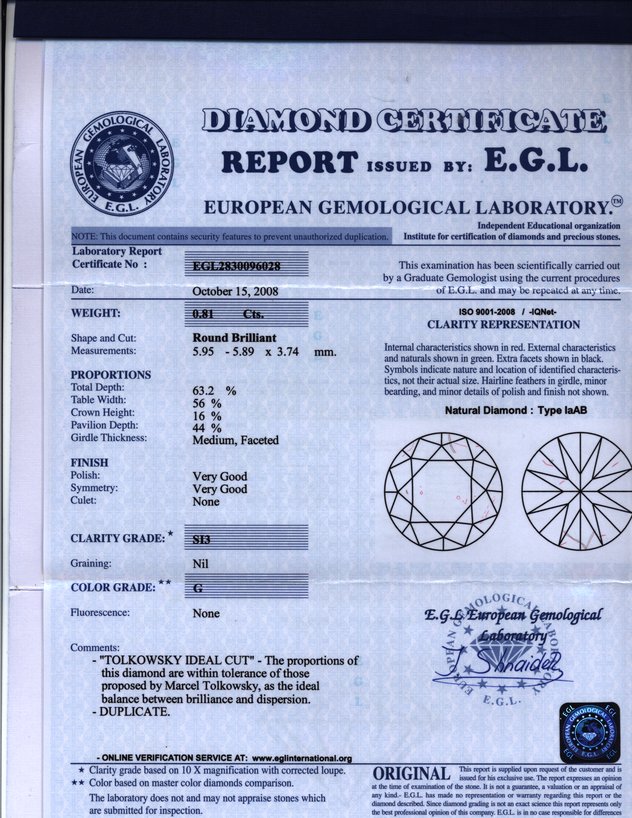 EUROPEAN GEMOLOGICAL LABORATORY
E.G.L.
DIAMOND CERTIFICATE
REPORT ISSUED BY: E.G.L.
EUROPEAN GEMOLOGICAL LABORATORY.™
Independent Educational organization
NOTE: This document contains security features to prevent unauthorized duplication.
Institute for certification of diamonds and precious stones.
Laboratory Report
Certificate No : EGL2830096028
This examination has been scientifically carried out
by a Graduate Gemologist using the current procedures
of E.G.L. and may be repeated at any time.
Date: October 15, 2008
WEIGHT: 0.81 Cts.
ISO 9001-2008 / -IQNet-
CLARITY REPRESENTATION
Shape and Cut: Round Brilliant
Measurements: 5.95 - 5.89 x 3.74 mm.
Internal characteristics shown in red. External characteristics
and naturals shown in green. Extra facets shown in black.
Symbols indicate nature and location of identified characteris-
tics, not their actual size. Hairline feathers in girdle, minor
bearding, and minor details of polish and finish not shown.
PROPORTIONS
Total Depth: 63.2 %
Table Width: 56 %
Crown Height: 16 %
Pavilion Depth: 44 %
Girdle Thickness: Medium, Faceted
Natural Diamond : Type IaAB
FINISH
Polish: Very Good
Symmetry: Very Good
Culet: None
CLARITY GRADE: * SI3
Graining: Nil
COLOR GRADE: ** G
Fluorescence: None
E.G.L European Gemological
Laboratory
EUROPEAN GEMOLOGICAL LABORATORY
E.G.L.
Comments:
- "TOLKOWSKY IDEAL CUT" - The proportions of
this diamond are within tolerance of those
proposed by Marcel Tolkowsky, as the ideal
balance between brilliance and dispersion.
- DUPLICATE.
EGL EGL
EGL EGL
- ONLINE VERIFICATION SERVICE AT: www.eglinternational.org
★ Clarity grade based on 10 X magnification with corrected loupe.
★★ Color based on master color diamonds comparison.
The laboratory does not and may not appraise stones which
are submitted for inspection.
ORIGINAL This report is supplied upon request of the customer and is
issued for his exclusive use. The report expresses an opinion
at the time of examination of the stone. It is not a guarantee, a valuation or an appraisal of
any kind.- E.G.L. has made no representation or warranty regarding this report or the
diamond described. Since diamond grading is not an exact science this report represents only
the best professional opinion of this company. E.G.L. is in no case responsible for differences